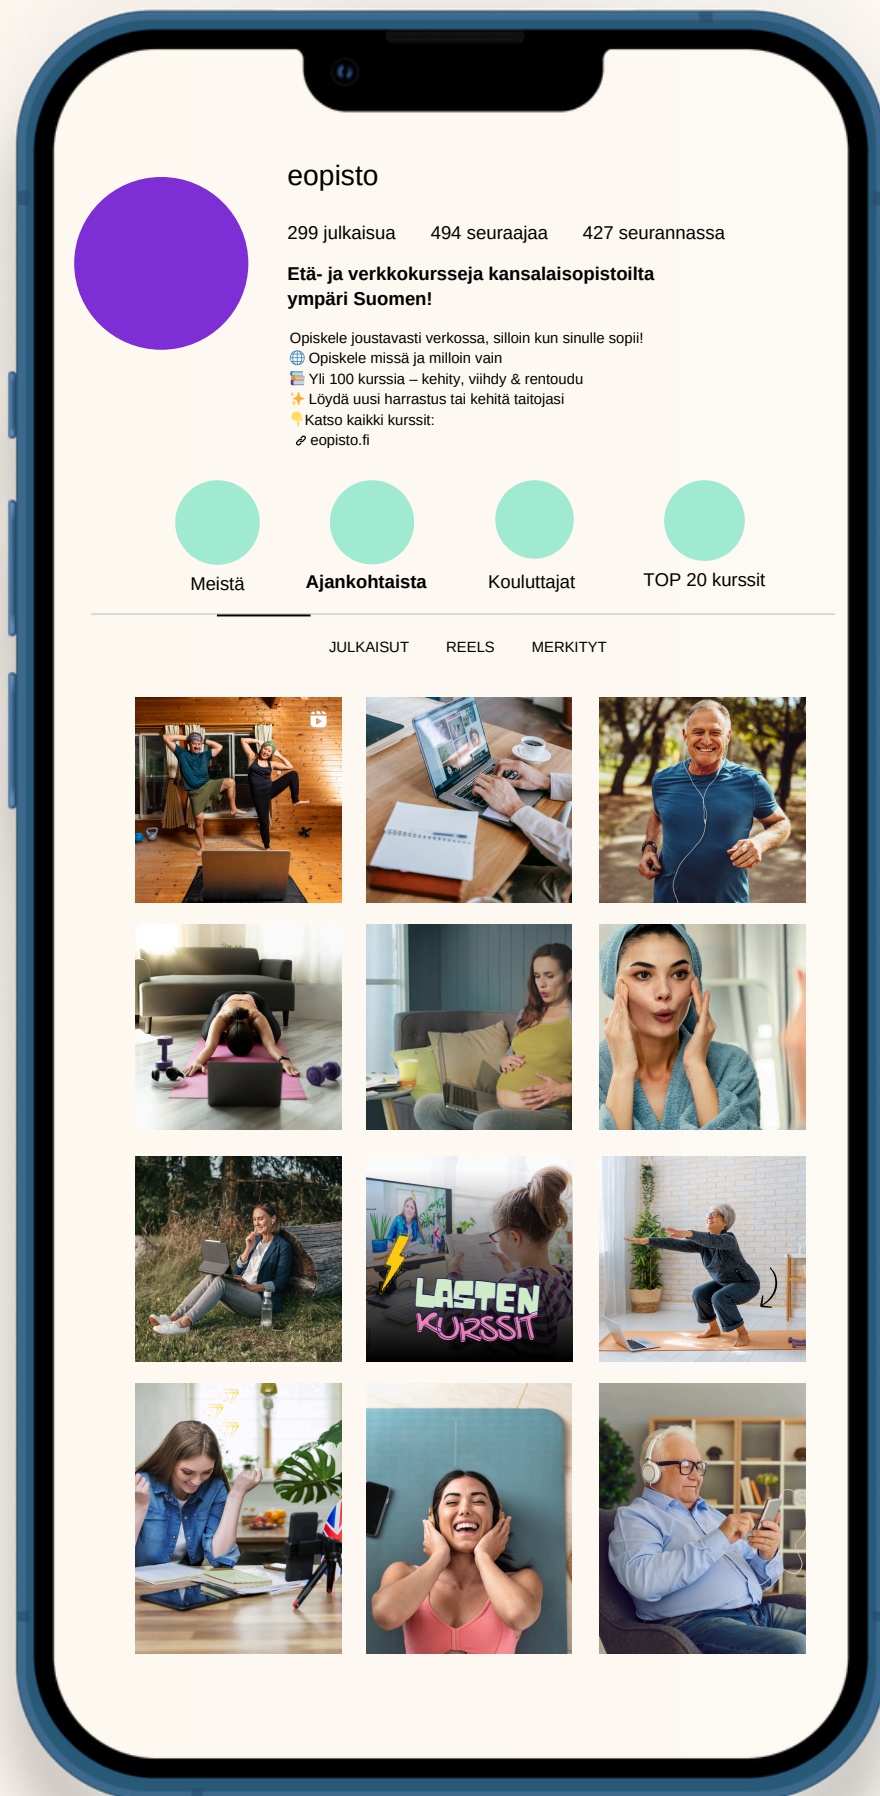 eopisto
299 julkaisua 494 seuraajaa 427 seurannassa
Etä- ja verkkokursseja kansalaisopistoilta
ympäri Suomen!
Opiskele joustavasti verkossa, silloin kun sinulle sopii!
🌐 Opiskele missä ja milloin vain
📚 Yli 100 kurssia – kehity, viihdy & rentoudu
✨ Löydä uusi harrastus tai kehitä taitojasi
👇Katso kaikki kurssit:
🔗 eopisto.fi
Meistä Ajankohtaista Kouluttajat TOP 20 kurssit
JULKAISUT REELS MERKITYT
LASTEN
KURSSIT